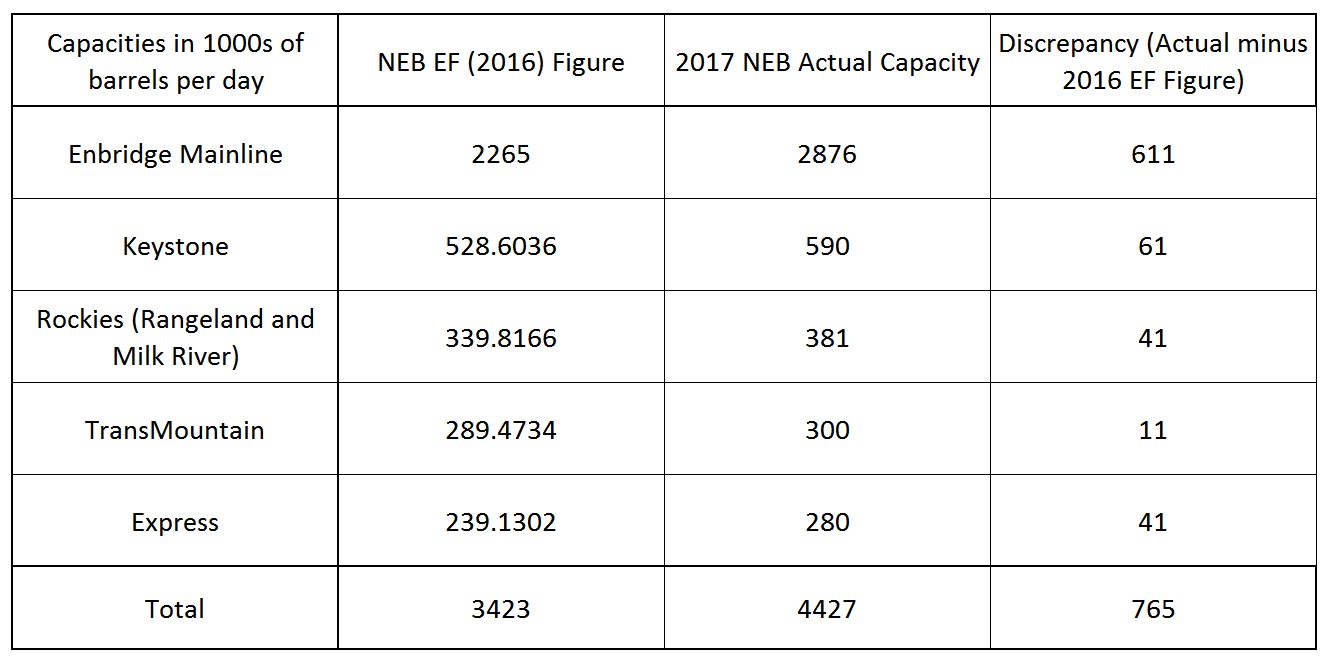 Capacities in 1000s of
barrels per day
NEB EF (2016) Figure
2017 NEB Actual Capacity
Discrepancy (Actual minus
2016 EF Figure)
Enbridge Mainline
2265
2876
611
Keystone
528.6036
590
61
Rockies (Rangeland and
Milk River)
339.8166
381
41
TransMountain
289.4734
300
11
Express
239.1302
280
41
Total
3423
4427
765